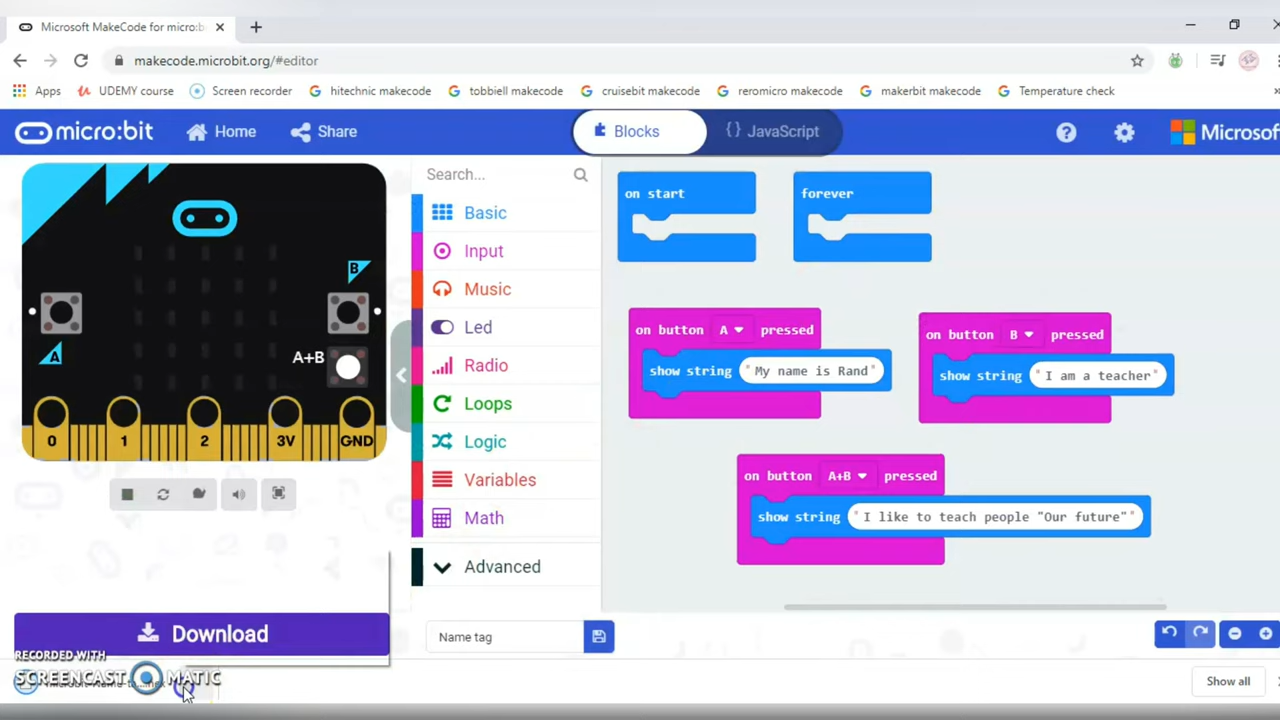 Microsoft MakeCode for micro:b
makecode.microbit.org/#editor
Apps UDEMY course Screen recorder hitechnic makecode tobbiell makecode cruisebit makecode reromicro makecode makerbit makecode Temperature check »
micro:bit Home Share Blocks {} JavaScript ? Microsof
Search...
Basic
Input
Music
Led
Radio
Loops
Logic
Variables
Math
Advanced
B
A
A+B
0 1 2 3V GND
on start
forever
on button A pressed
show string "My name is Rand"
on button B pressed
show string "I am a teacher"
on button A+B pressed
show string "I like to teach people "Our future""
Download
Name tag
RECORDED WITH
SCREENCAST MATIC
Show all